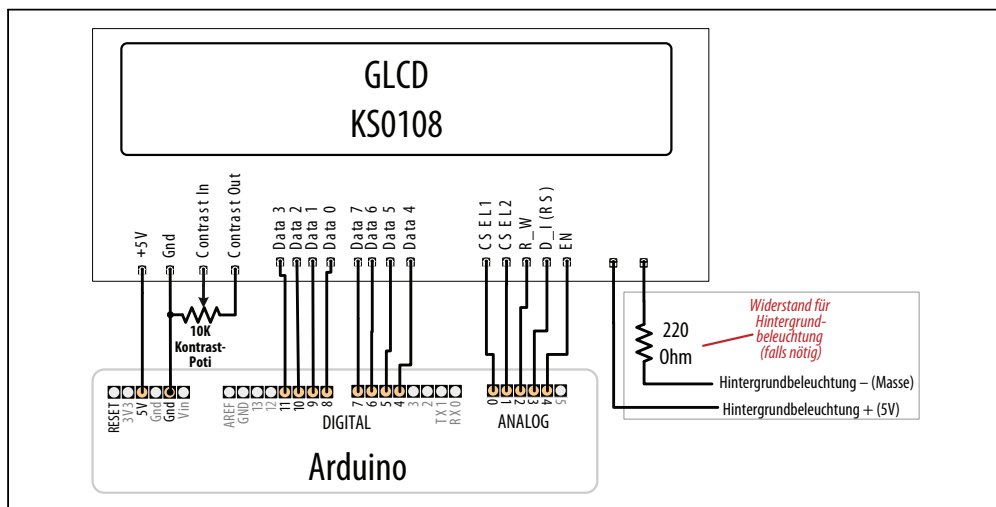 GLCD
KS0108
+5V
Gnd
Contrast In
Contrast Out
Data 3
Data 2
Data 1
Data 0
Data 7
Data 6
Data 5
Data 4
CSEL1
CSEL2
R_W
D_I (RS)
EN
10K
Kontrast-
Poti
220
Ohm
Widerstand für
Hintergrund-
beleuchtung
(falls nötig)
Hintergrundbeleuchtung – (Masse)
Hintergrundbeleuchtung + (5V)
RESET
3V3
5V
Gnd
Gnd
Vin
AREF
GND
13
12
11
10
9
8
7
6
5
4
3
2
TX 1
RX 0
0
1
2
3
4
5
DIGITAL
ANALOG
Arduino